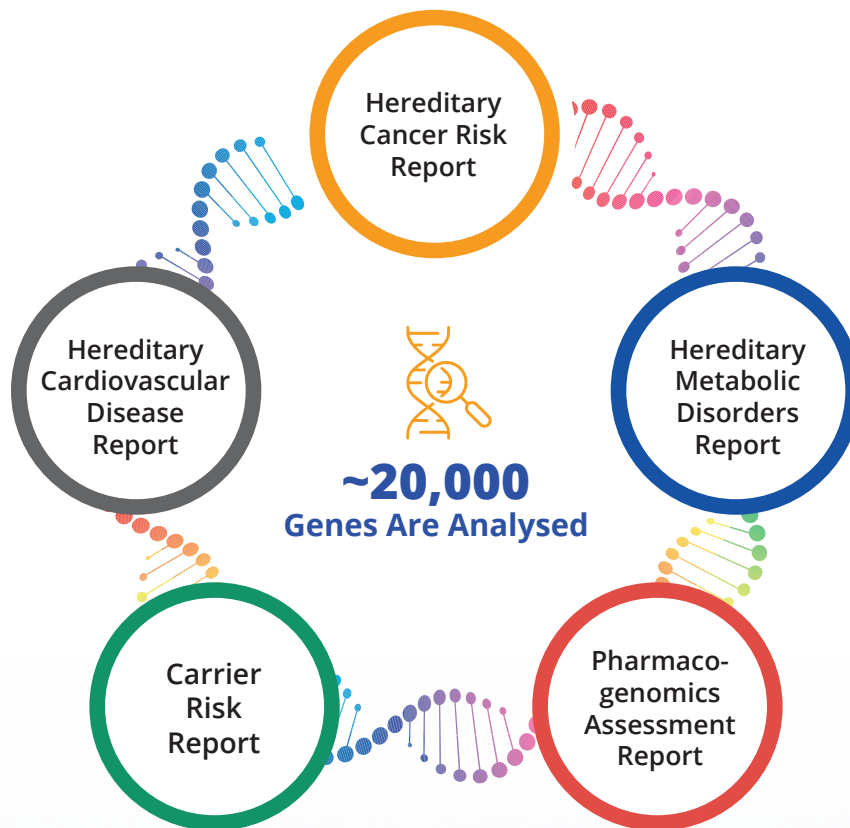 Hereditary
Cancer Risk
Report
Hereditary
Cardiovascular
Disease
Report
Hereditary
Metabolic
Disorders
Report
~20,000
Genes Are Analysed
Carrier
Risk
Report
Pharmaco-
genomics
Assessment
Report